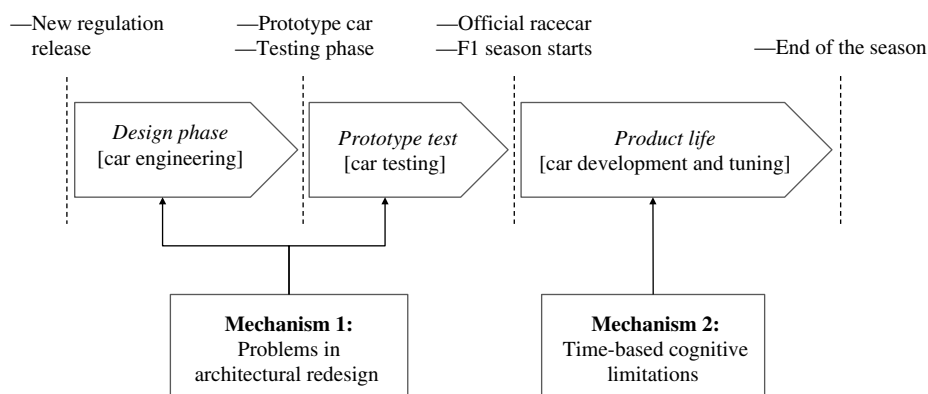 —New regulation
release
—Prototype car
—Testing phase
—Official racecar
—F1 season starts
—End of the season
Design phase
[car engineering]
Prototype test
[car testing]
Product life
[car development and tuning]
Mechanism 1:
Problems in
architectural redesign
Mechanism 2:
Time-based cognitive
limitations